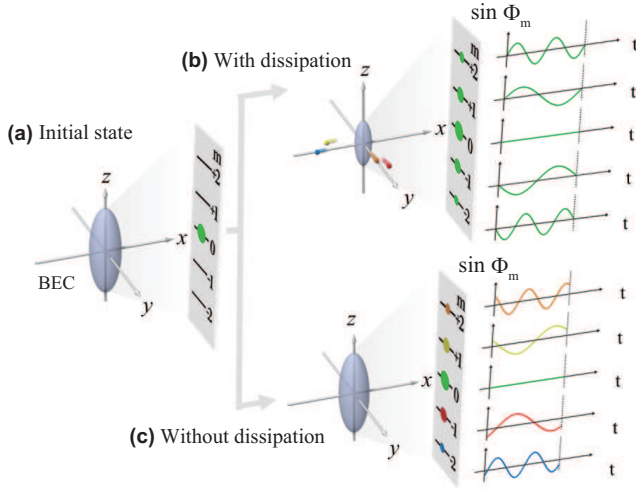 sin Φm
(b) With dissipation
z
x
y
m
+2
+1
0
-1
-2
t
t
t
t
t
(a) Initial state
z
x
y
BEC
m
+2
+1
0
-1
-2
sin Φm
z
x
y
m
+2
+1
0
-1
-2
t
t
t
t
t
(c) Without dissipation